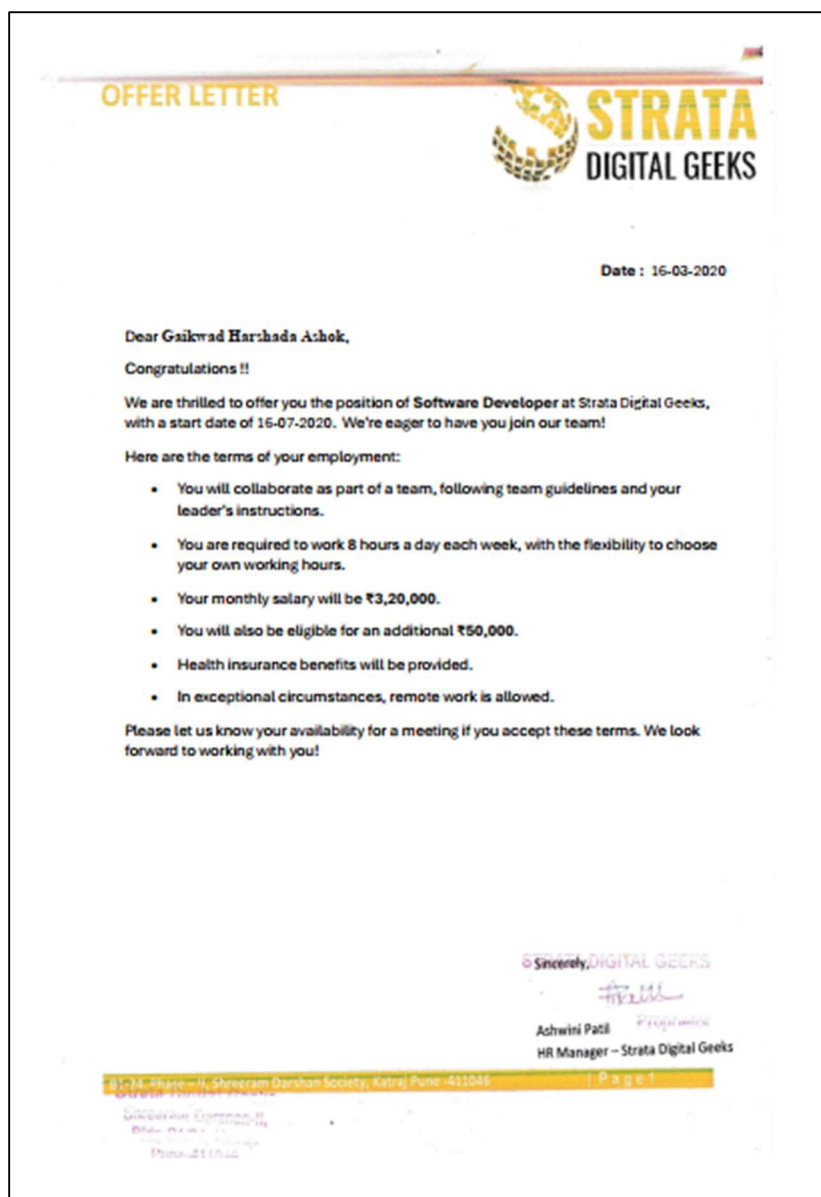 OFFER LETTER
STRATA
DIGITAL GEEKS
Date : 16-03-2020
Dear Gaikwad Harshada Ashok,
Congratulations !!
We are thrilled to offer you the position of Software Developer at Strata Digital Geeks,
with a start date of 16-07-2020. We're eager to have you join our team!
Here are the terms of your employment:
• You will collaborate as part of a team, following team guidelines and your
leader's instructions.
• You are required to work 8 hours a day each week, with the flexibility to choose
your own working hours.
• Your monthly salary will be ₹3,20,000.
• You will also be eligible for an additional ₹50,000.
• Health insurance benefits will be provided.
• In exceptional circumstances, remote work is allowed.
Please let us know your availability for a meeting if you accept these terms. We look
forward to working with you!
STRATA DIGITAL GEEKS
Sincerely,
Proprietor
Ashwini Patil
HR Manager – Strata Digital Geeks
B1-24, Phase – II, Shreeram Darshan Society, Katraj Pune -411046 | Page 1
Pune-411046